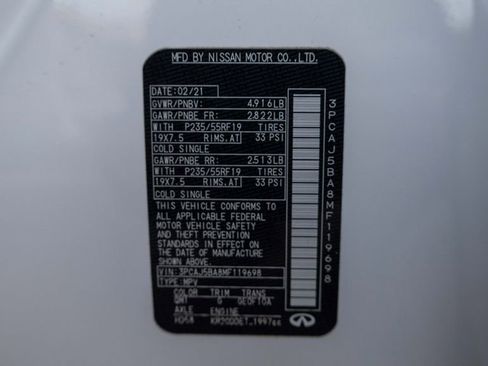 MFD BY NISSAN MOTOR CO.,LTD.
DATE:02/21
GVWR/PNBV: 4,916LB
GAWR/PNBE FR: 2,822LB
WITH P235/55RF19 TIRES
19X7.5 RIMS.AT 33 PSI
COLD SINGLE
GAWR/PNBE RR: 2,513LB
WITH P235/55RF19 TIRES
19X7.5 RIMS.AT 33 PSI
COLD SINGLE
THIS VEHICLE CONFORMS TO
ALL APPLICABLE FEDERAL
MOTOR VEHICLE SAFETY
AND THEFT PREVENTION
STANDARDS IN EFFECT ON
THE DATE OF MANUFACTURE
SHOWN ABOVE
VIN: 3PCAJ5BA8MF119698
TYPE:MPV
COLOR TRIM TRANS
G
AXLE ENGINE
KR20DDET 1997cc
3PCAJ5BA8MF119698